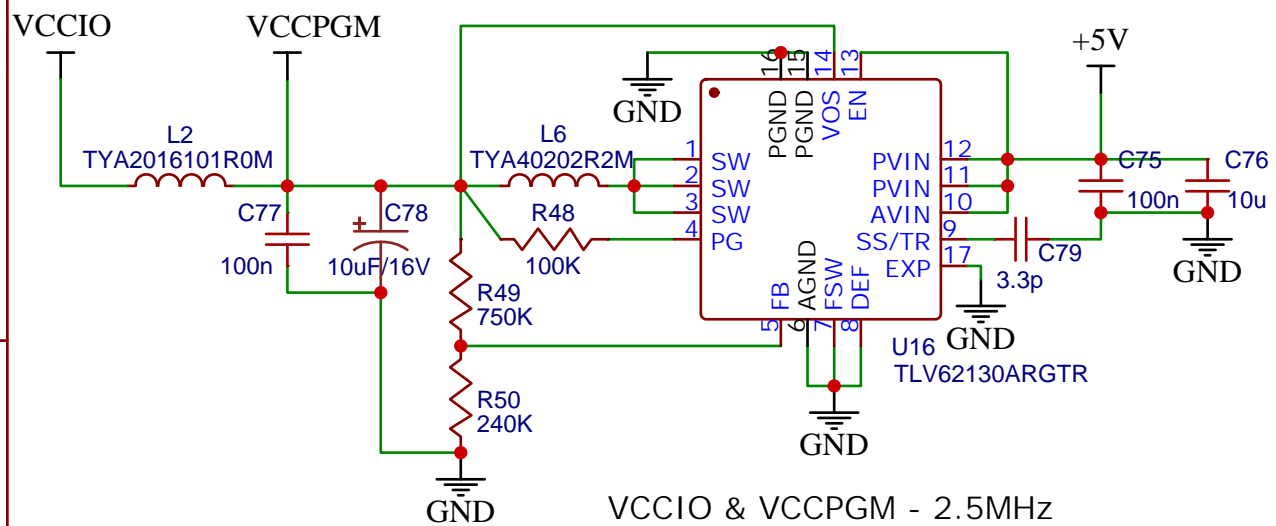 VCCIO
VCCPGM
+5V
GND
16
15
14
13
PGND
PGND
VOS
EN
L2
TYA2016101R0M
L6
TYA40202R2M
1
SW
2
SW
3
SW
4
PG
PVIN
12
PVIN
11
AVIN
10
SS/TR
9
EXP
17
C75
100n
C76
10u
C77
100n
C78
+
10uF/16V
R48
100K
C79
3.3p
GND
GND
R49
750K
FB
AGND
FSW
DEF
5
6
7
8
U16
TLV62130ARGTR
R50
240K
GND
GND
VCCIO & VCCPGM - 2.5MHz